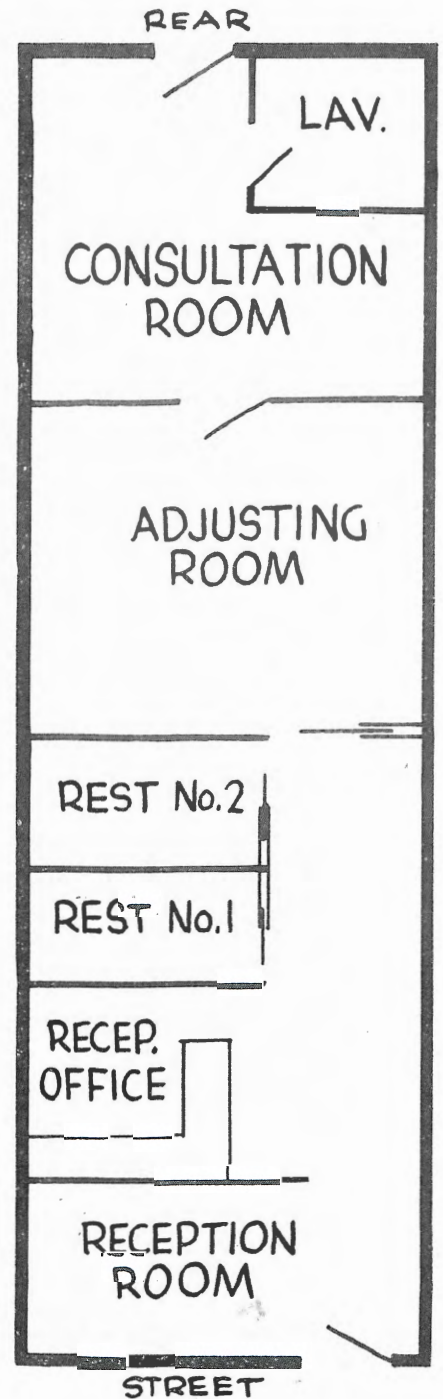 REAR
LAV.
CONSULTATION
ROOM
ADJUSTING
ROOM
REST No.2
REST No.1
RECEP.
OFFICE
RECEPTION
ROOM
STREET